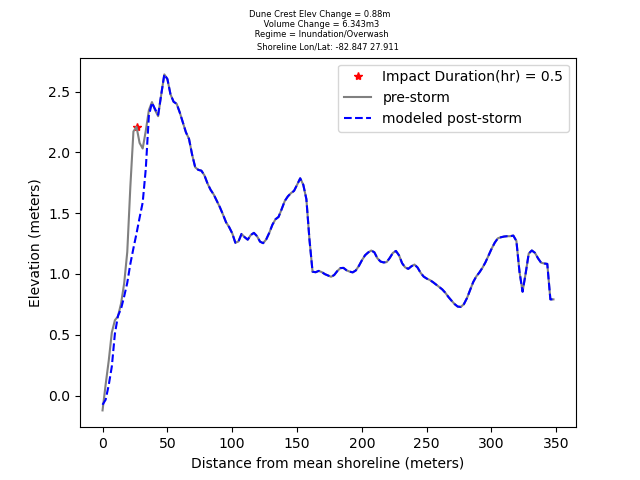 Dune Crest Elev Change = 0.88m
Volume Change = 6.343m3
Regime = Inundation/Overwash
Shoreline Lon/Lat: -82.847 27.911
Impact Duration(hr) = 0.5
pre-storm
modeled post-storm
Elevation (meters)
2.5
2.0
1.5
1.0
0.5
0.0
0 50 100 150 200 250 300 350
Distance from mean shoreline (meters)